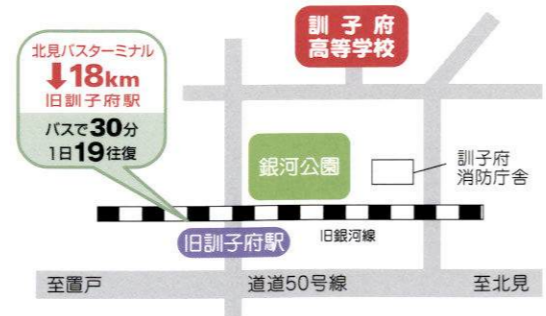 訓子府
高等学校
北見バスターミナル
↓18km
旧訓子府駅
バスで30分
1日19往復
銀河公園
訓子府
消防庁舎
旧訓子府駅
旧銀河線
至置戸
道道50号線
至北見